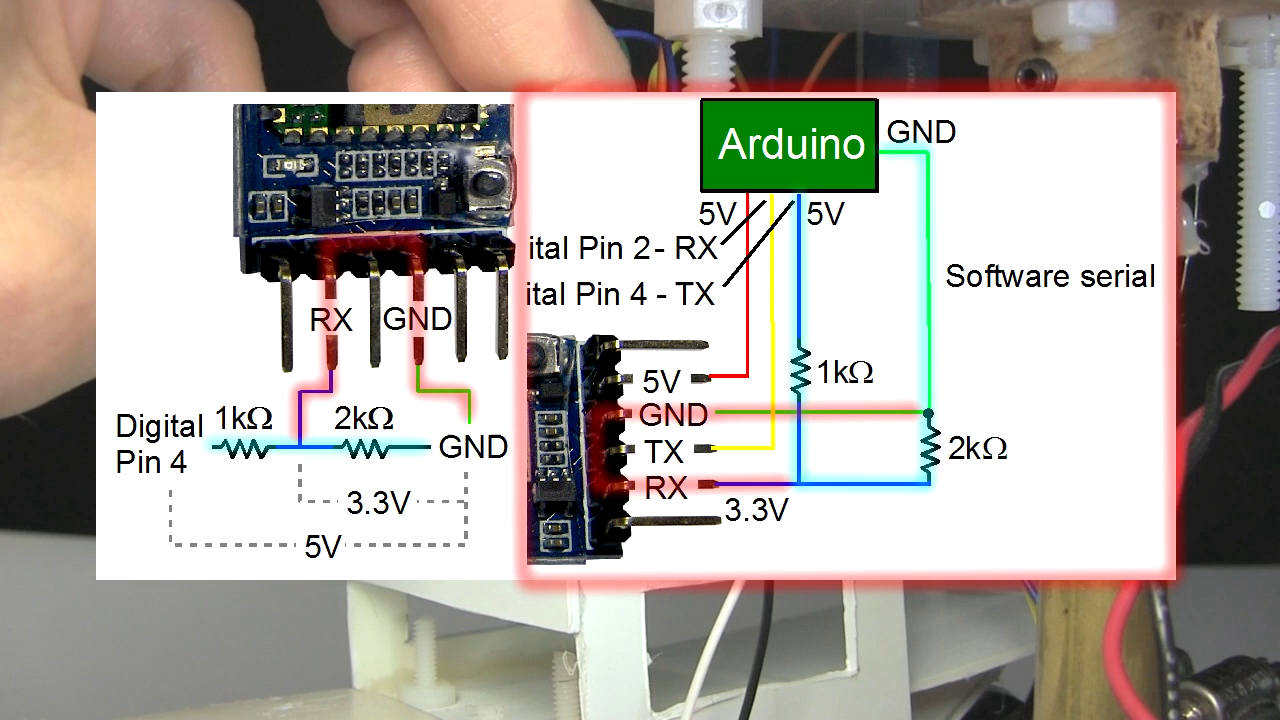 RX GND
Digital
Pin 4
1kΩ
2kΩ
GND
3.3V
5V
Arduino
GND
5V
5V
ital Pin 2 - RX
ital Pin 4 - TX
Software serial
1kΩ
5V
GND
TX
RX
2kΩ
3.3V